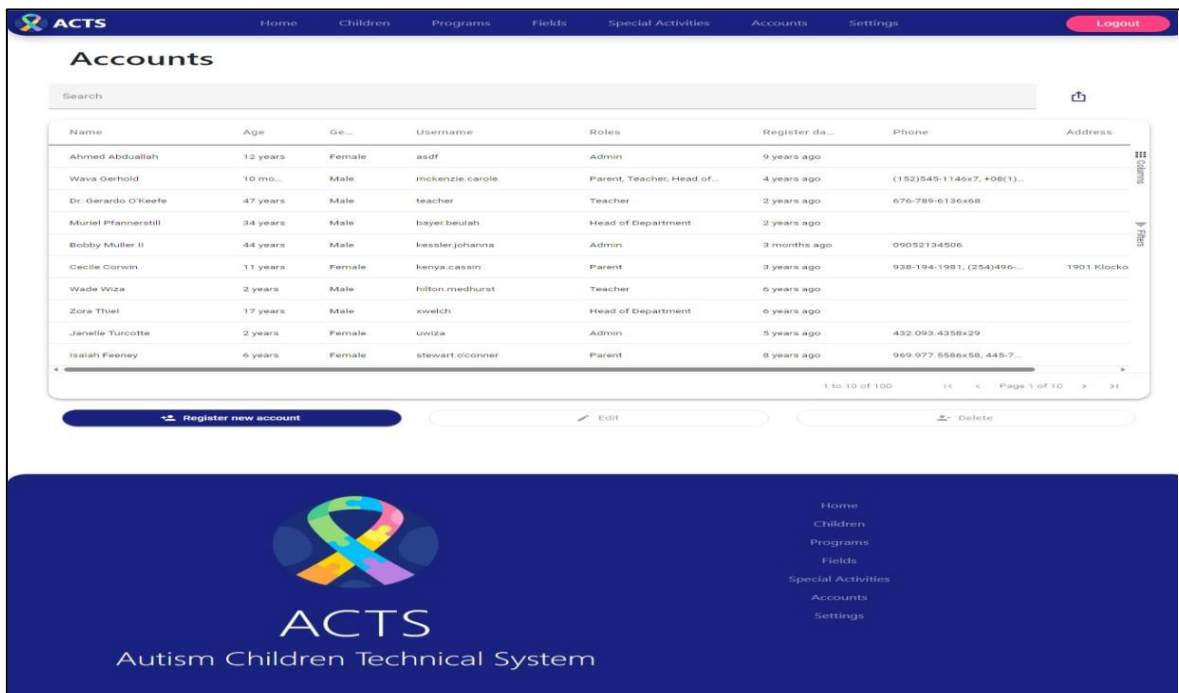 ACTS Home Children Programs Fields Special Activities Accounts Settings Logout
Accounts
Search
Name Age Ge... Username Roles Register da... Phone Address
Ahmed Abduallah 12 years Female asdf Admin 9 years ago
Wava Gerhold 10 mo... Male mckenzie.carole Parent, Teacher, Head of... 4 years ago (152)545-1146x7, +08(1)...
Dr. Gerardo O'Keefe 47 years Male teacher Teacher 2 years ago 676-789-6136x68
Muriel Pfannerstill 34 years Male bayer.beulah Head of Department 2 years ago
Bobby Muller II 44 years Male kessler.johanna Admin 3 months ago 09052134506
Cecile Corwin 11 years Female kenya.cassin Parent 3 years ago 938-194-1981, (254)496-... 1901 Klocko
Wade Wiza 2 years Male hilton.medhurst Teacher 6 years ago
Zora Thiel 17 years Male xwelch Head of Department 6 years ago
Janelle Turcotte 2 years Female uwiza Admin 5 years ago 432.093.4358x29
Isaiah Feeney 6 years Female stewart.o'conner Parent 8 years ago 969.977.5586x58, 445-7...
Columns
Filters
1 to 10 of 100 Page 1 of 10
Register new account Edit Delete
Home
Children
Programs
Fields
Special Activities
Accounts
Settings
ACTS
Autism Children Technical System